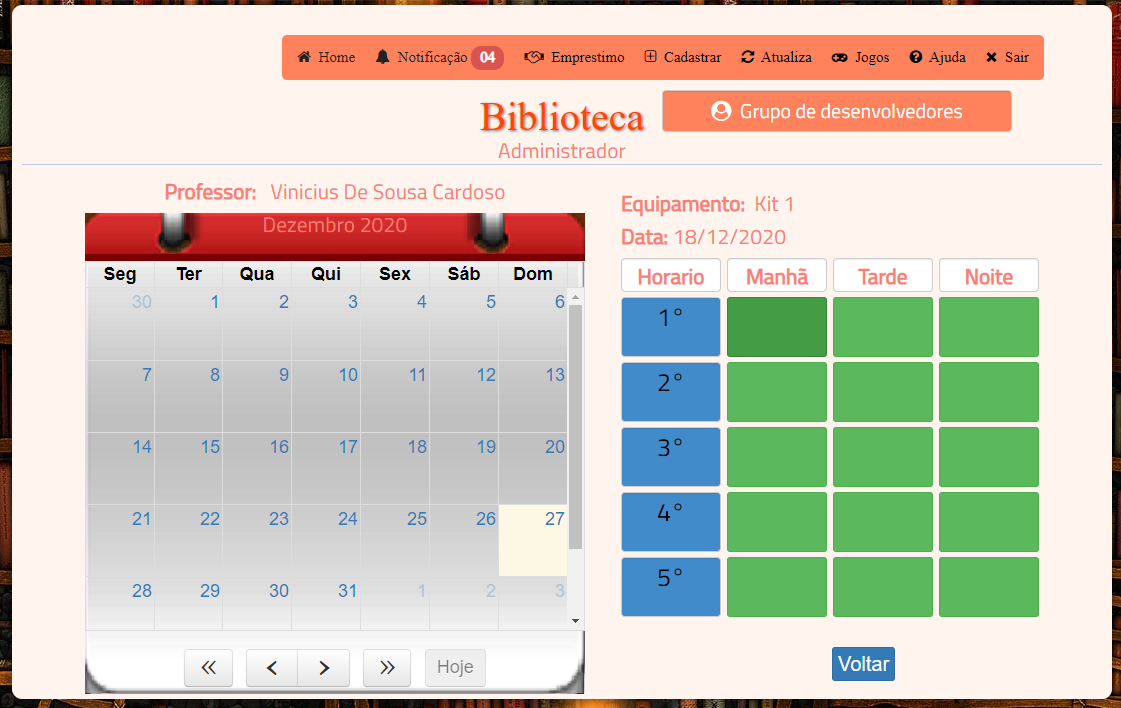 Home Notificação 04 Emprestimo Cadastrar Atualiza Jogos Ajuda Sair
Biblioteca
Grupo de desenvolvedores
Administrador
Professor: Vinicius De Sousa Cardoso
Dezembro 2020
Seg Ter Qua Qui Sex Sáb Dom
30 1 2 3 4 5 6
7 8 9 10 11 12 13
14 15 16 17 18 19 20
21 22 23 24 25 26 27
28 29 30 31 1 2 3
Hoje
Equipamento: Kit 1
Data: 18/12/2020
Horario Manhã Tarde Noite
1°
2°
3°
4°
5°
Voltar